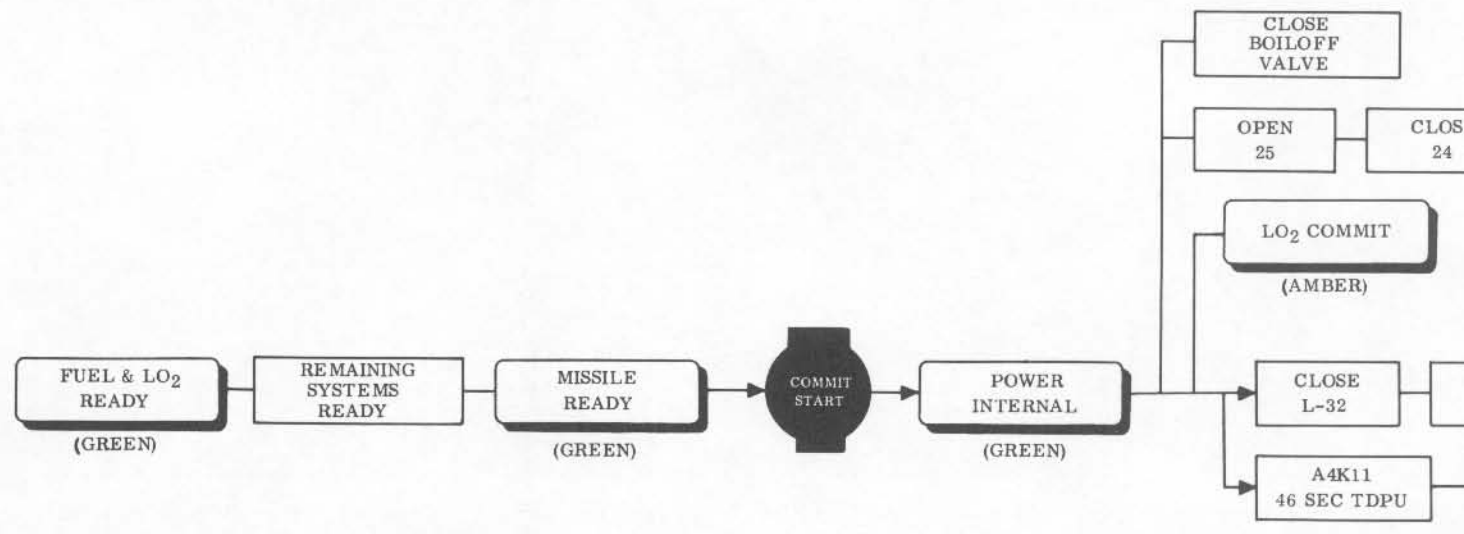 CLOSE
BOILOFF
VALVE
OPEN
25
CLOS
24
LO₂ COMMIT
(AMBER)
FUEL & LO₂
READY
(GREEN)
REMAINING
SYSTEMS
READY
MISSILE
READY
(GREEN)
COMMIT
START
POWER
INTERNAL
(GREEN)
CLOSE
L-32
A4K11
46 SEC TDPU